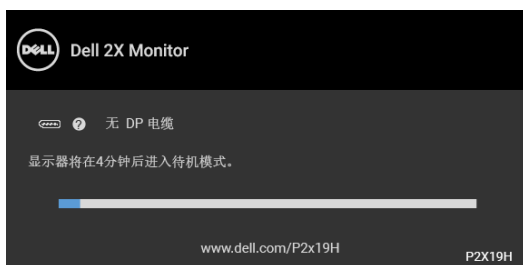 DELL Dell 2X Monitor
? 无 DP 电缆
显示器将在4分钟后进入待机模式。
www.dell.com/P2x19H
P2X19H